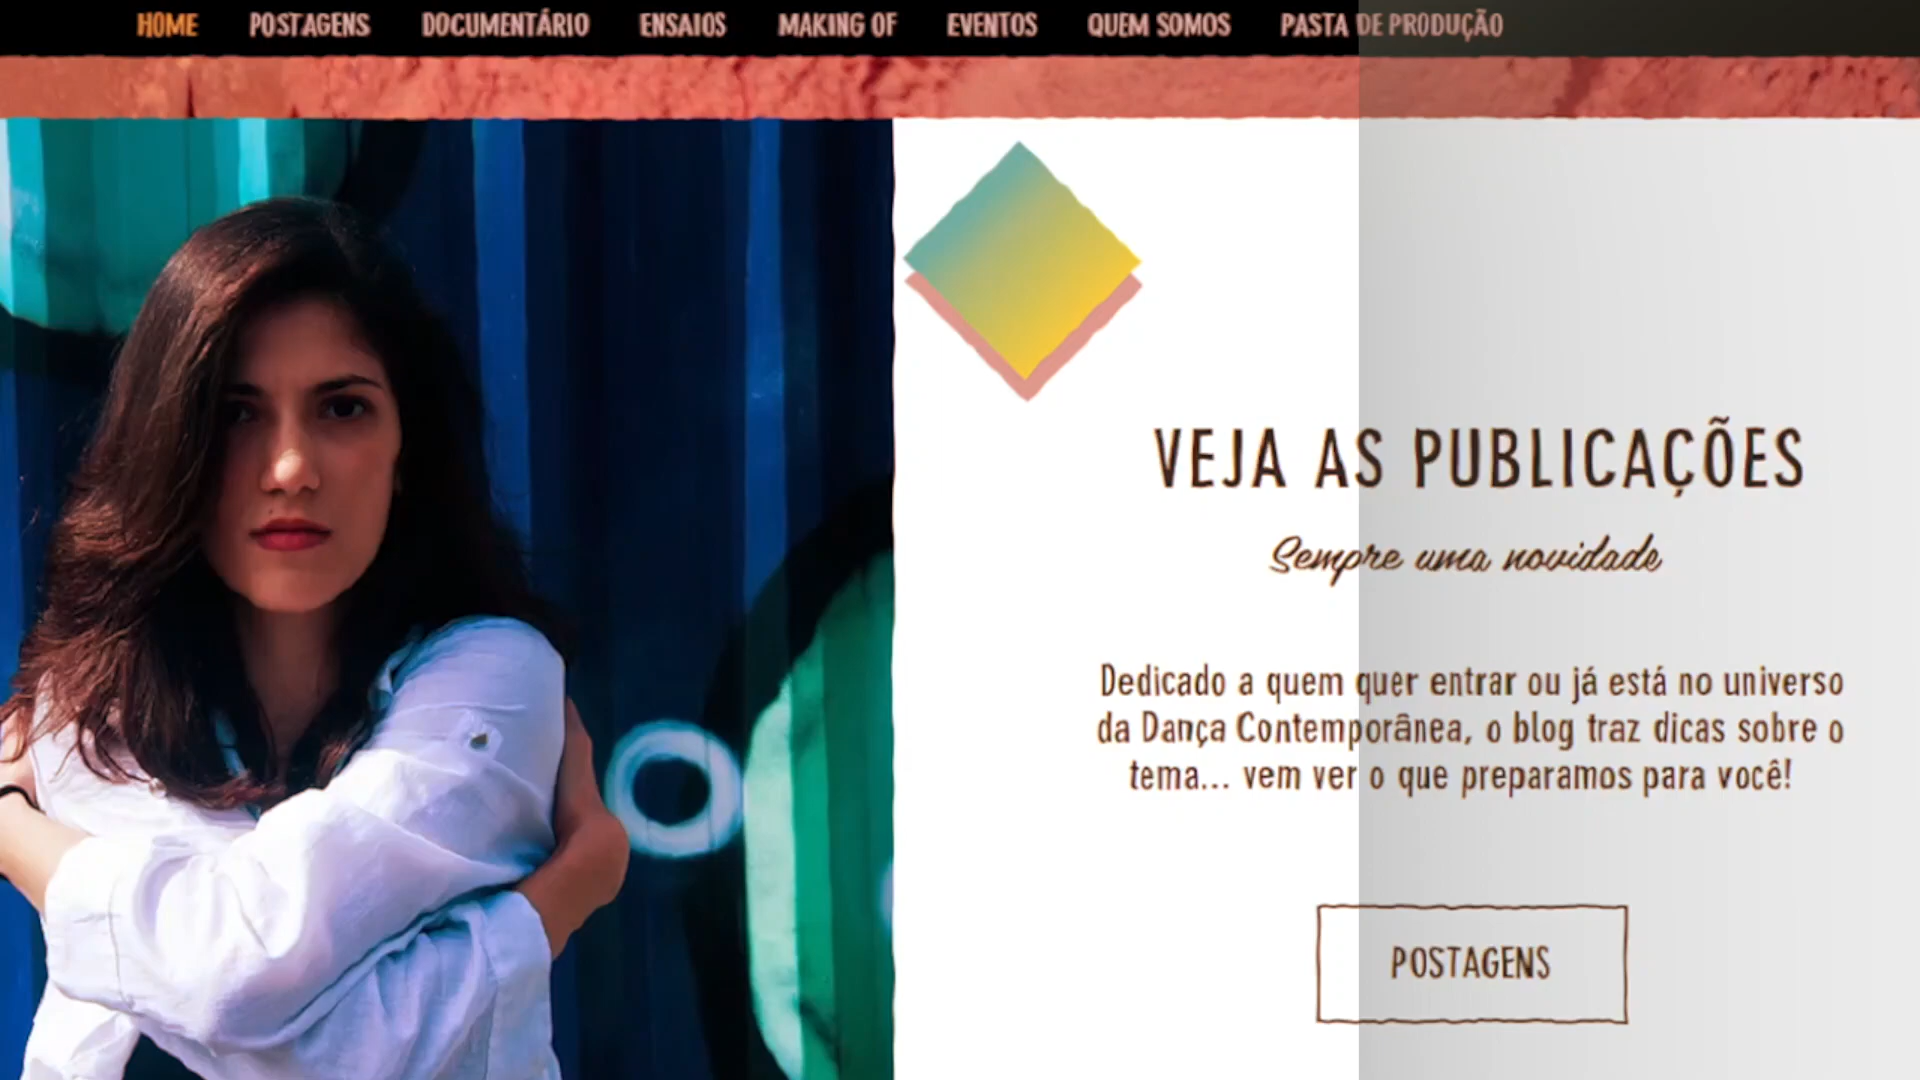 HOME POSTAGENS DOCUMENTÁRIO ENSAIOS MAKING OF EVENTOS QUEM SOMOS PASTA DE PRODUÇÃO
VEJA AS PUBLICAÇÕES
Sempre uma novidade
Dedicado a quem quer entrar ou já está no universo
da Dança Contemporânea, o blog traz dicas sobre o
tema... vem ver o que preparamos para você!
POSTAGENS